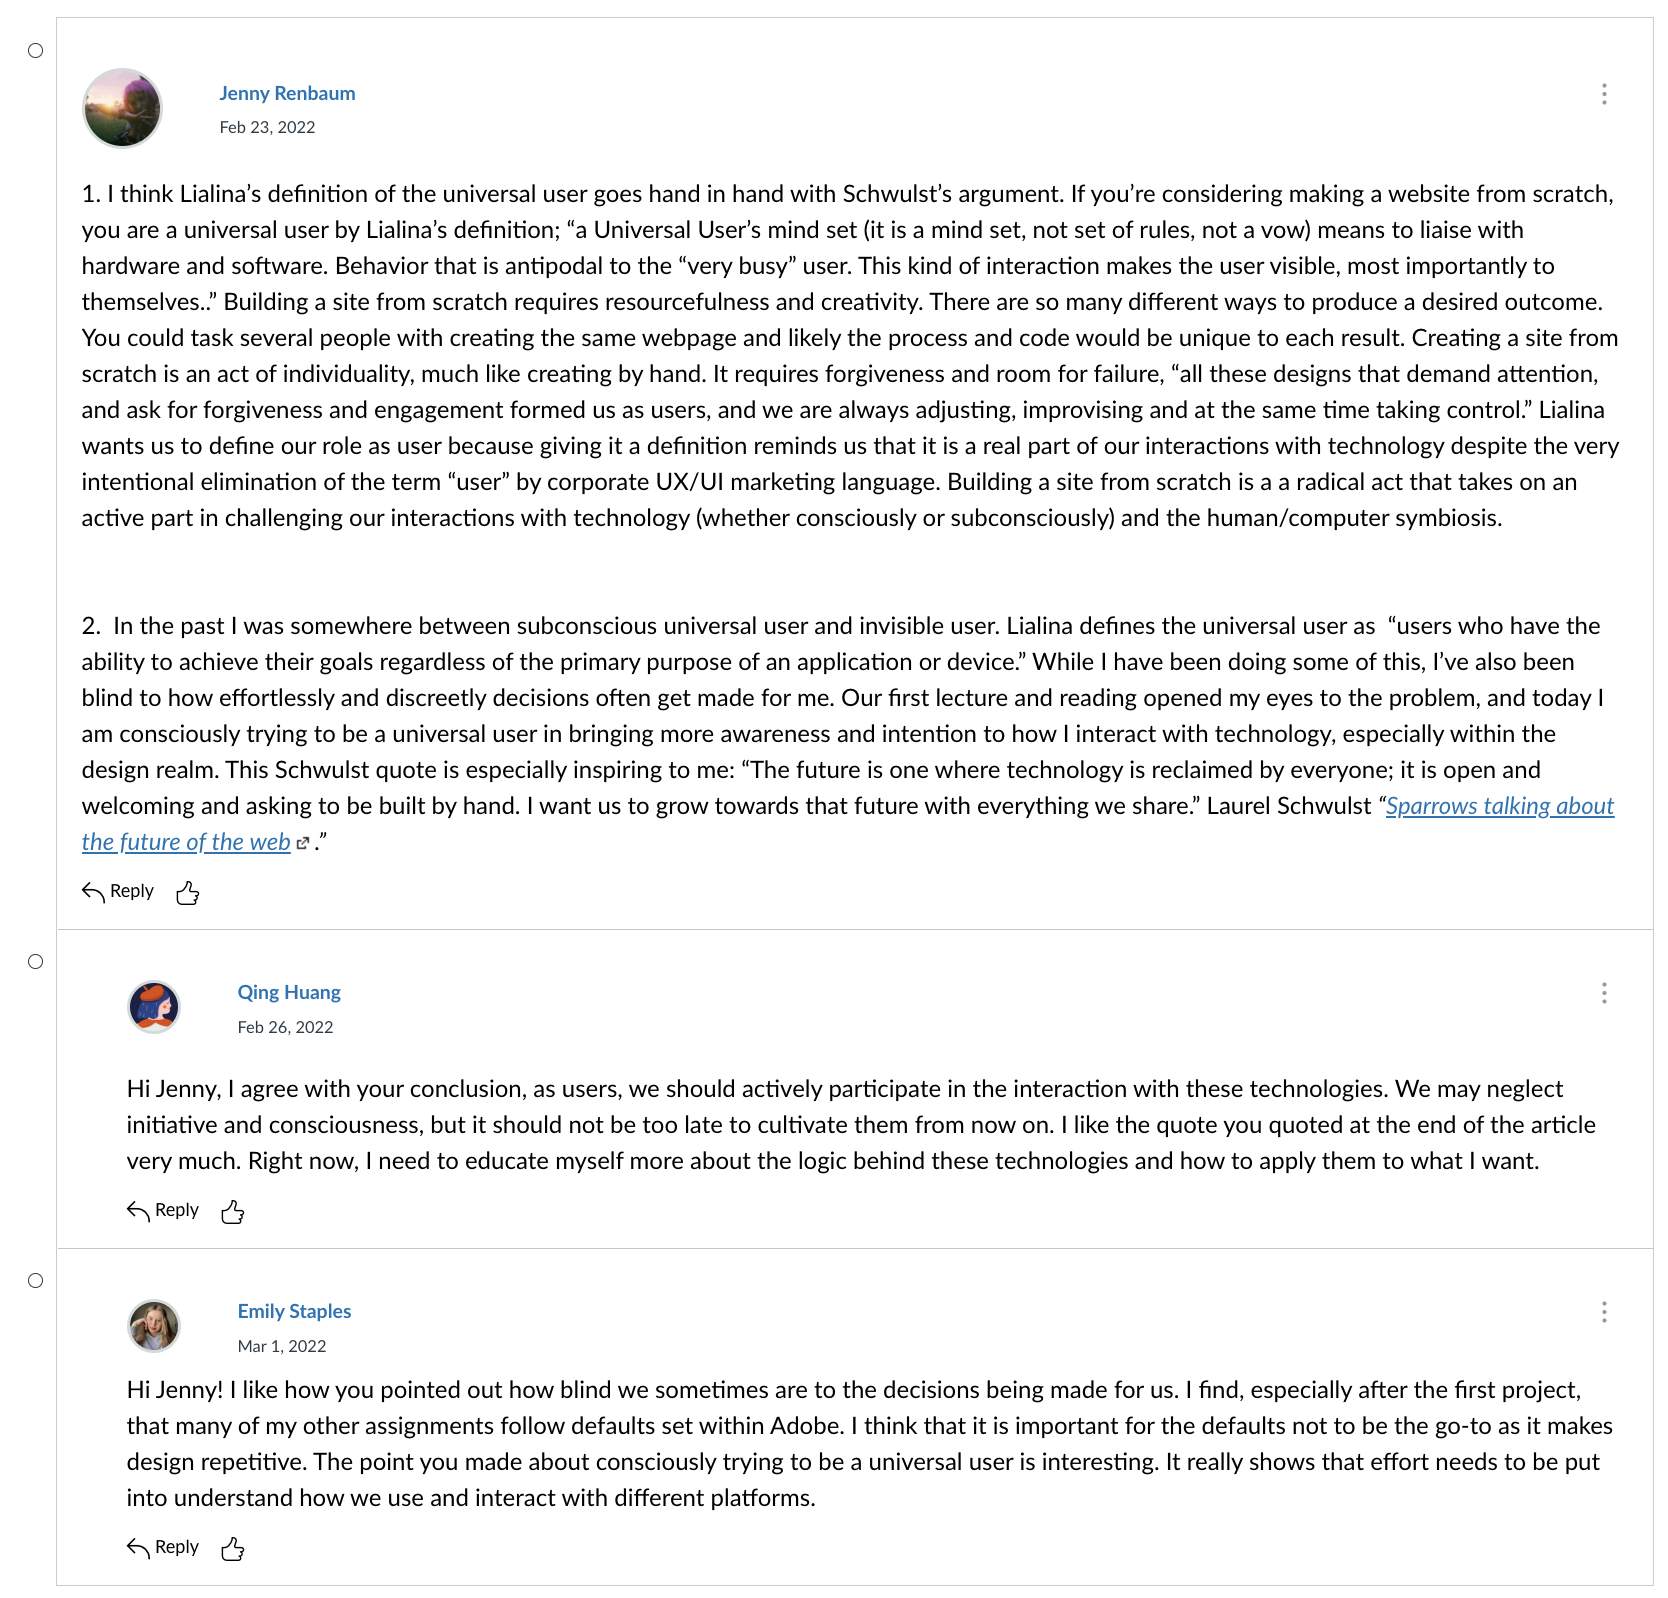 Jenny Renbaum
Feb 23, 2022
1. I think Lialina’s definition of the universal user goes hand in hand with Schwulst’s argument. If you’re considering making a website from scratch,
you are a universal user by Lialina’s definition; “a Universal User’s mind set (it is a mind set, not set of rules, not a vow) means to liaise with
hardware and software. Behavior that is antipodal to the “very busy” user. This kind of interaction makes the user visible, most importantly to
themselves..” Building a site from scratch requires resourcefulness and creativity. There are so many different ways to produce a desired outcome.
You could task several people with creating the same webpage and likely the process and code would be unique to each result. Creating a site from
scratch is an act of individuality, much like creating by hand. It requires forgiveness and room for failure, “all these designs that demand attention,
and ask for forgiveness and engagement formed us as users, and we are always adjusting, improvising and at the same time taking control.” Lialina
wants us to define our role as user because giving it a definition reminds us that it is a real part of our interactions with technology despite the very
intentional elimination of the term “user” by corporate UX/UI marketing language. Building a site from scratch is a a radical act that takes on an
active part in challenging our interactions with technology (whether consciously or subconsciously) and the human/computer symbiosis.
2.  In the past I was somewhere between subconscious universal user and invisible user. Lialina defines the universal user as  “users who have the
ability to achieve their goals regardless of the primary purpose of an application or device.” While I have been doing some of this, I’ve also been
blind to how effortlessly and discreetly decisions often get made for me. Our first lecture and reading opened my eyes to the problem, and today I
am consciously trying to be a universal user in bringing more awareness and intention to how I interact with technology, especially within the
design realm. This Schwulst quote is especially inspiring to me: “The future is one where technology is reclaimed by everyone; it is open and
welcoming and asking to be built by hand. I want us to grow towards that future with everything we share.” Laurel Schwulst “Sparrows talking about
the future of the web .”
Reply
Qing Huang
Feb 26, 2022
Hi Jenny, I agree with your conclusion, as users, we should actively participate in the interaction with these technologies. We may neglect
initiative and consciousness, but it should not be too late to cultivate them from now on. I like the quote you quoted at the end of the article
very much. Right now, I need to educate myself more about the logic behind these technologies and how to apply them to what I want.
Reply
Emily Staples
Mar 1, 2022
Hi Jenny! I like how you pointed out how blind we sometimes are to the decisions being made for us. I find, especially after the first project,
that many of my other assignments follow defaults set within Adobe. I think that it is important for the defaults not to be the go-to as it makes
design repetitive. The point you made about consciously trying to be a universal user is interesting. It really shows that effort needs to be put
into understand how we use and interact with different platforms.
Reply